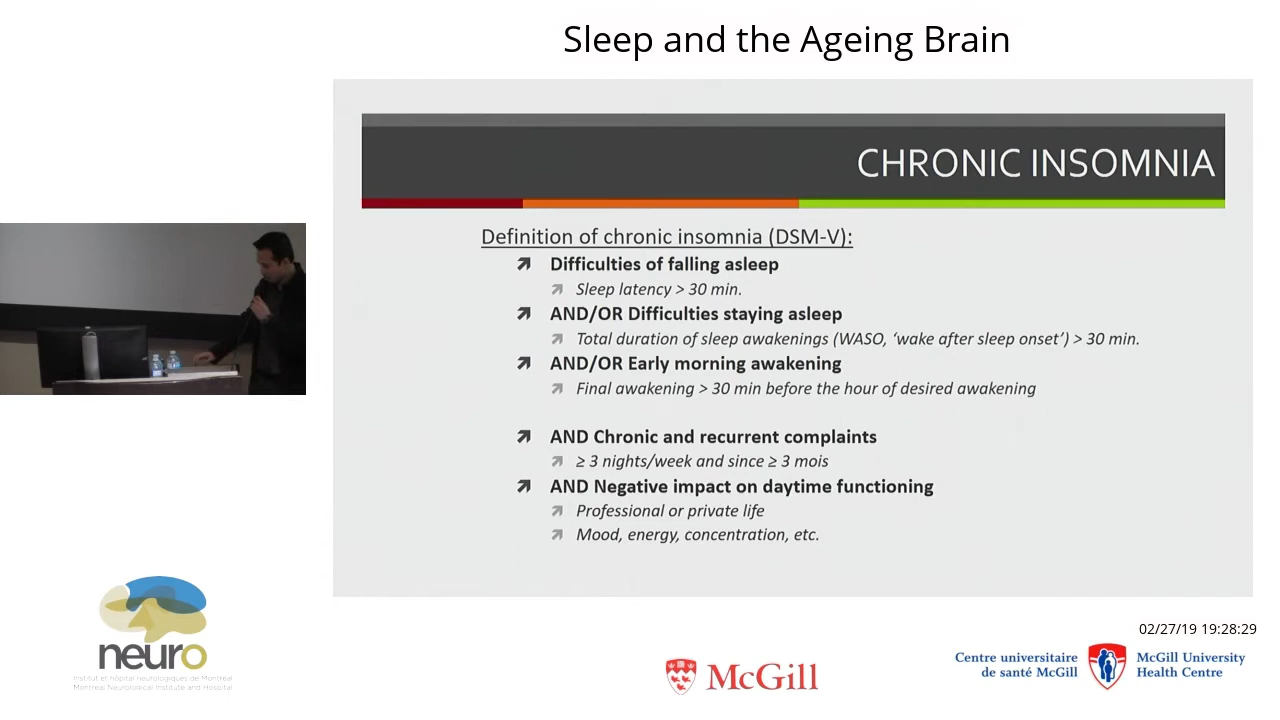 Sleep and the Ageing Brain
CHRONIC INSOMNIA
Definition of chronic insomnia (DSM-V):
Difficulties of falling asleep
Sleep latency > 30 min.
AND/OR Difficulties staying asleep
Total duration of sleep awakenings (WASO, ‘wake after sleep onset’) > 30 min.
AND/OR Early morning awakening
Final awakening > 30 min before the hour of desired awakening
AND Chronic and recurrent complaints
≥ 3 nights/week and since ≥ 3 mois
AND Negative impact on daytime functioning
Professional or private life
Mood, energy, concentration, etc.
neuro
Institut et hôpital neurologiques de Montréal
Montreal Neurological Institute and Hospital
McGill
02/27/19 19:28:29
Centre universitaire
de santé McGill
McGill University
Health Centre